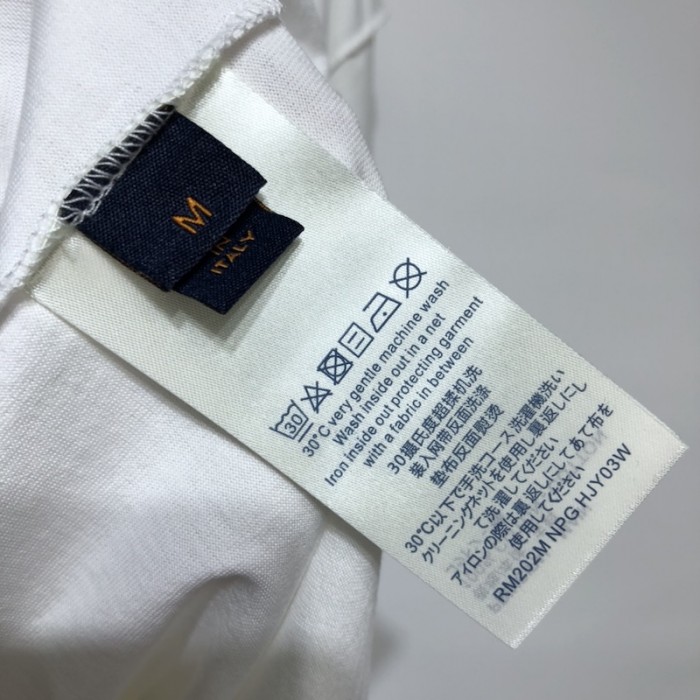 M
IN
ITALY
30
30°C very gentle machine wash
Wash inside out in a net
Iron inside out protecting garment
with a fabric in between
30摄氏度超揉机洗
装入网带反面洗涤
垫布反面熨烫
30℃以下で手洗コース洗濯機洗い
クリーニングネットを使用し裏返しにし
て洗濯してください
アイロンの際は裏返しにしてあて布を
使用してください
RM202M NPG HJY03W